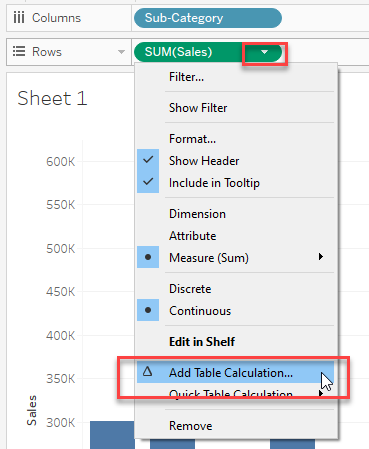 Columns
Sub-Category
Rows
SUM(Sales)
Sheet 1
Filter...
Show Filter
Format...
Show Header
Include in Tooltip
Dimension
Attribute
Measure (Sum)
Discrete
Continuous
Edit in Shelf
Add Table Calculation...
Quick Table Calculation
Remove
600K
550K
500K
450K
400K
350K
300K
Sales